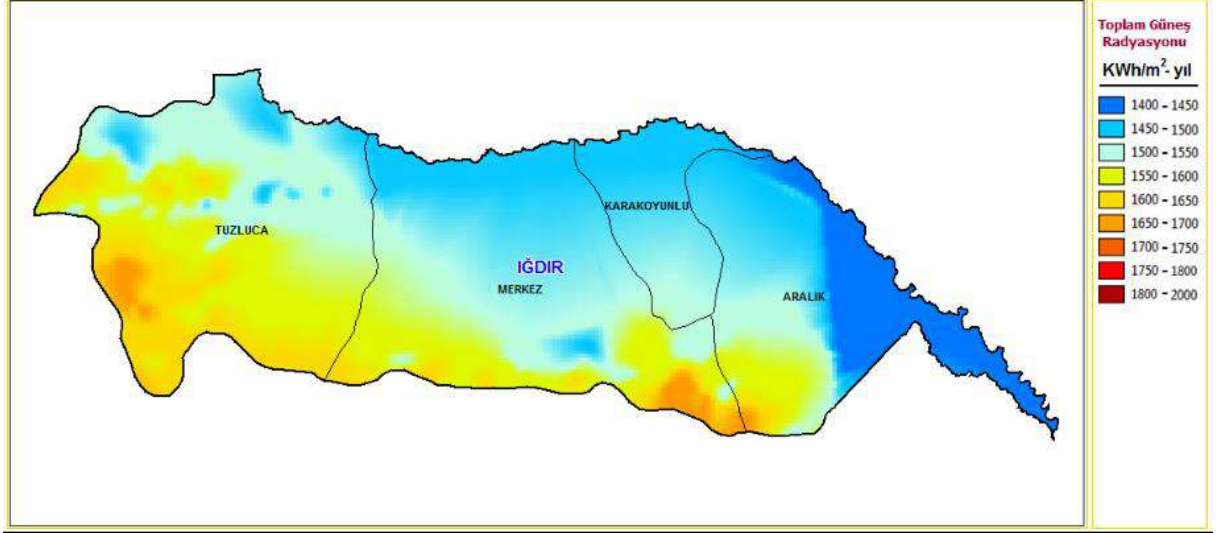 Toplam Güneş
Radyasyonu
KWh/m²- yıl
1400 - 1450
1450 - 1500
1500 - 1550
1550 - 1600
1600 - 1650
1650 - 1700
1700 - 1750
1750 - 1800
1800 - 2000
TUZLUCA
IĞDIR
MERKEZ
KARAKOYUNLU
ARALIK